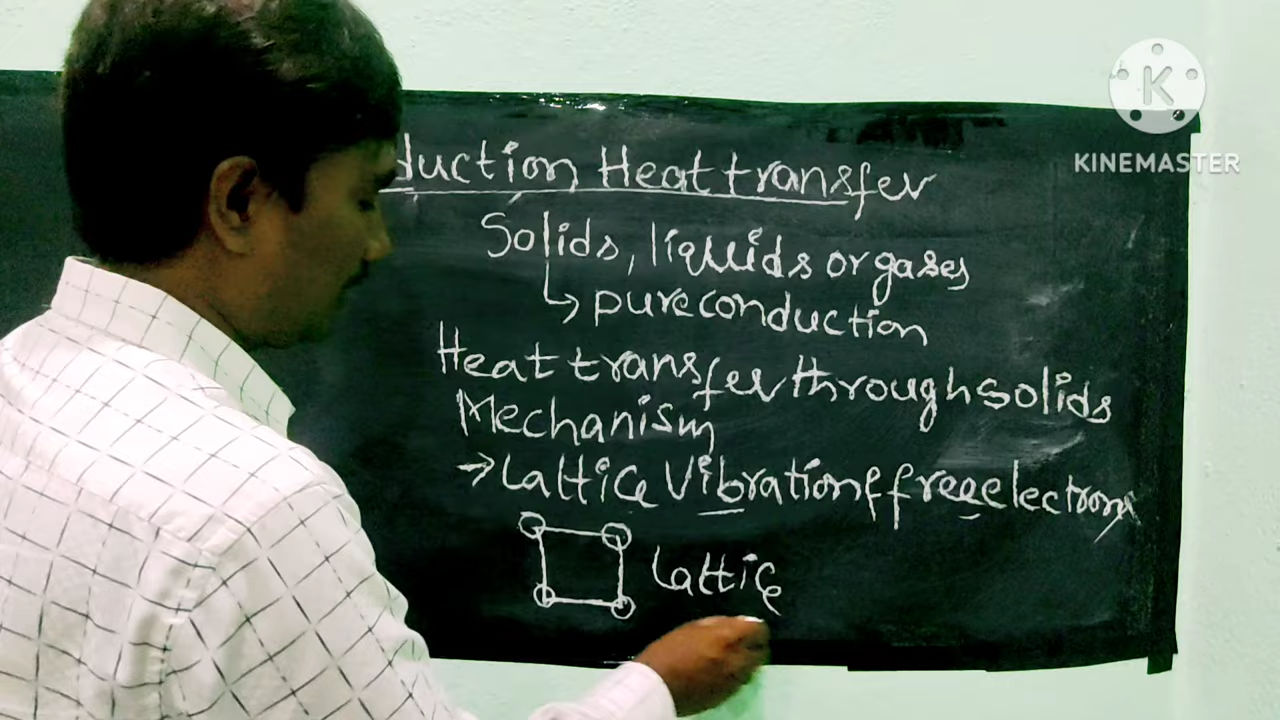 duction Heat transfer
Solids, liquids or gases
↳ pure conduction
Heat transfer through solids
Mechanism
→ Lattice Vibration & free electrons
Lattice
K
KINEMASTER